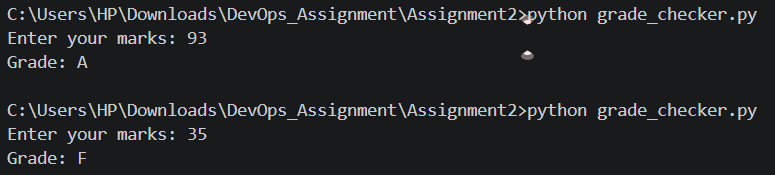 C:\Users\HP\Downloads\DevOps_Assignment\Assignment2>python grade_checker.py
Enter your marks: 93
Grade: A
C:\Users\HP\Downloads\DevOps_Assignment\Assignment2>python grade_checker.py
Enter your marks: 35
Grade: F